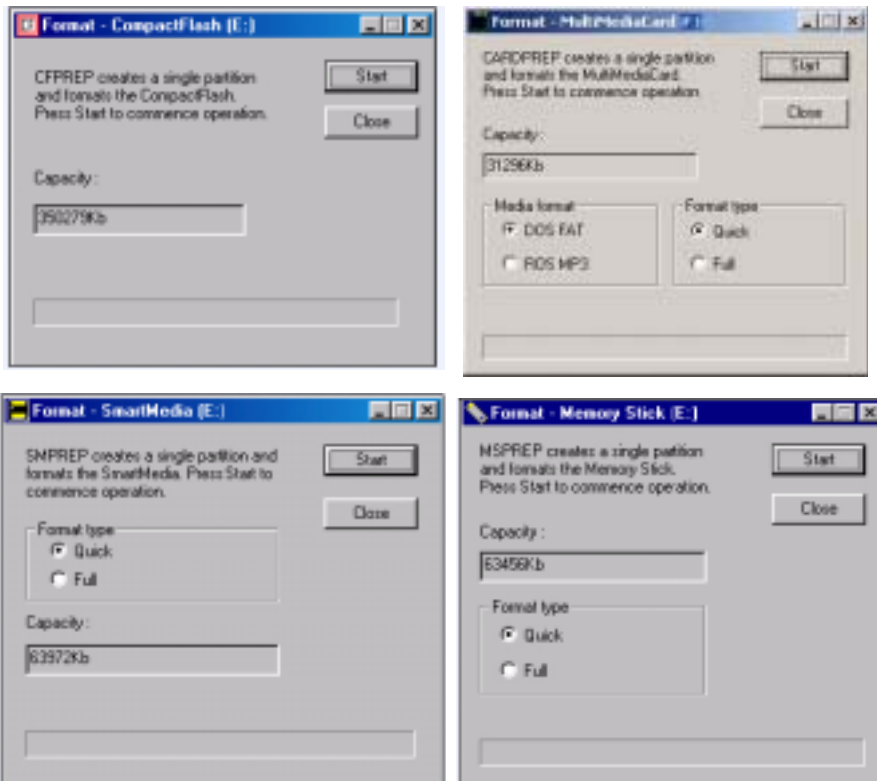 Format - CompactFlash (E:)
CFPREP creates a single partition
and formats the CompactFlash.
Press Start to commence operation.
Start
Close
Capacity :
350279Kb
Format - MultiMediaCard
CARDPREP creates a single partition
and formats the MultiMediaCard.
Press Start to commence operation.
Start
Close
Capacity :
31296Kb
Media format
DOS FAT
ROS MP3
Format type
Quick
Full
Format - SmartMedia (E:)
SMPREP creates a single partition and
formats the SmartMedia. Press Start to
commence operation.
Start
Close
Format type
Quick
Full
Capacity :
63972Kb
Format - Memory Stick (E:)
MSPREP creates a single partition
and formats the Memory Stick.
Press Start to commence operation.
Start
Close
Capacity :
63456Kb
Format type
Quick
Full